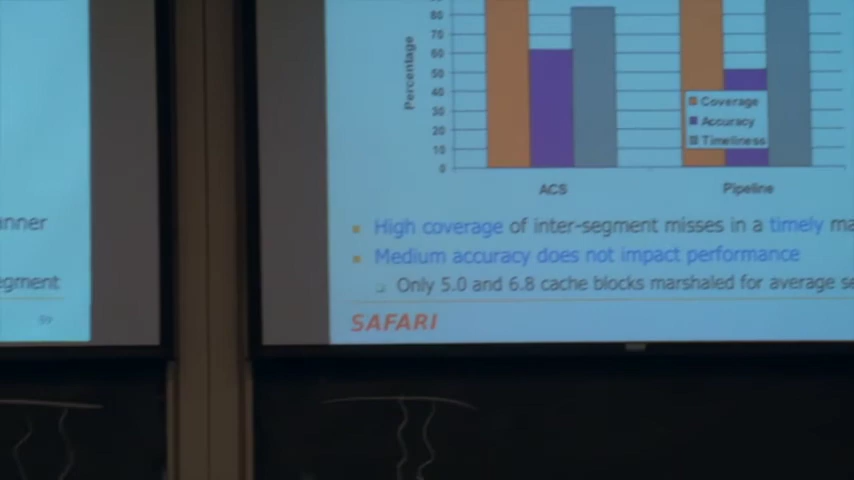 80
70
60
50
40
30
20
10
0
Percentage
Coverage
Accuracy
Timeliness
ACS
Pipeline
High coverage of inter-segment misses in a timely
Medium accuracy does not impact performance
Only 5.0 and 6.8 cache blocks marshaled for average
SAFARI